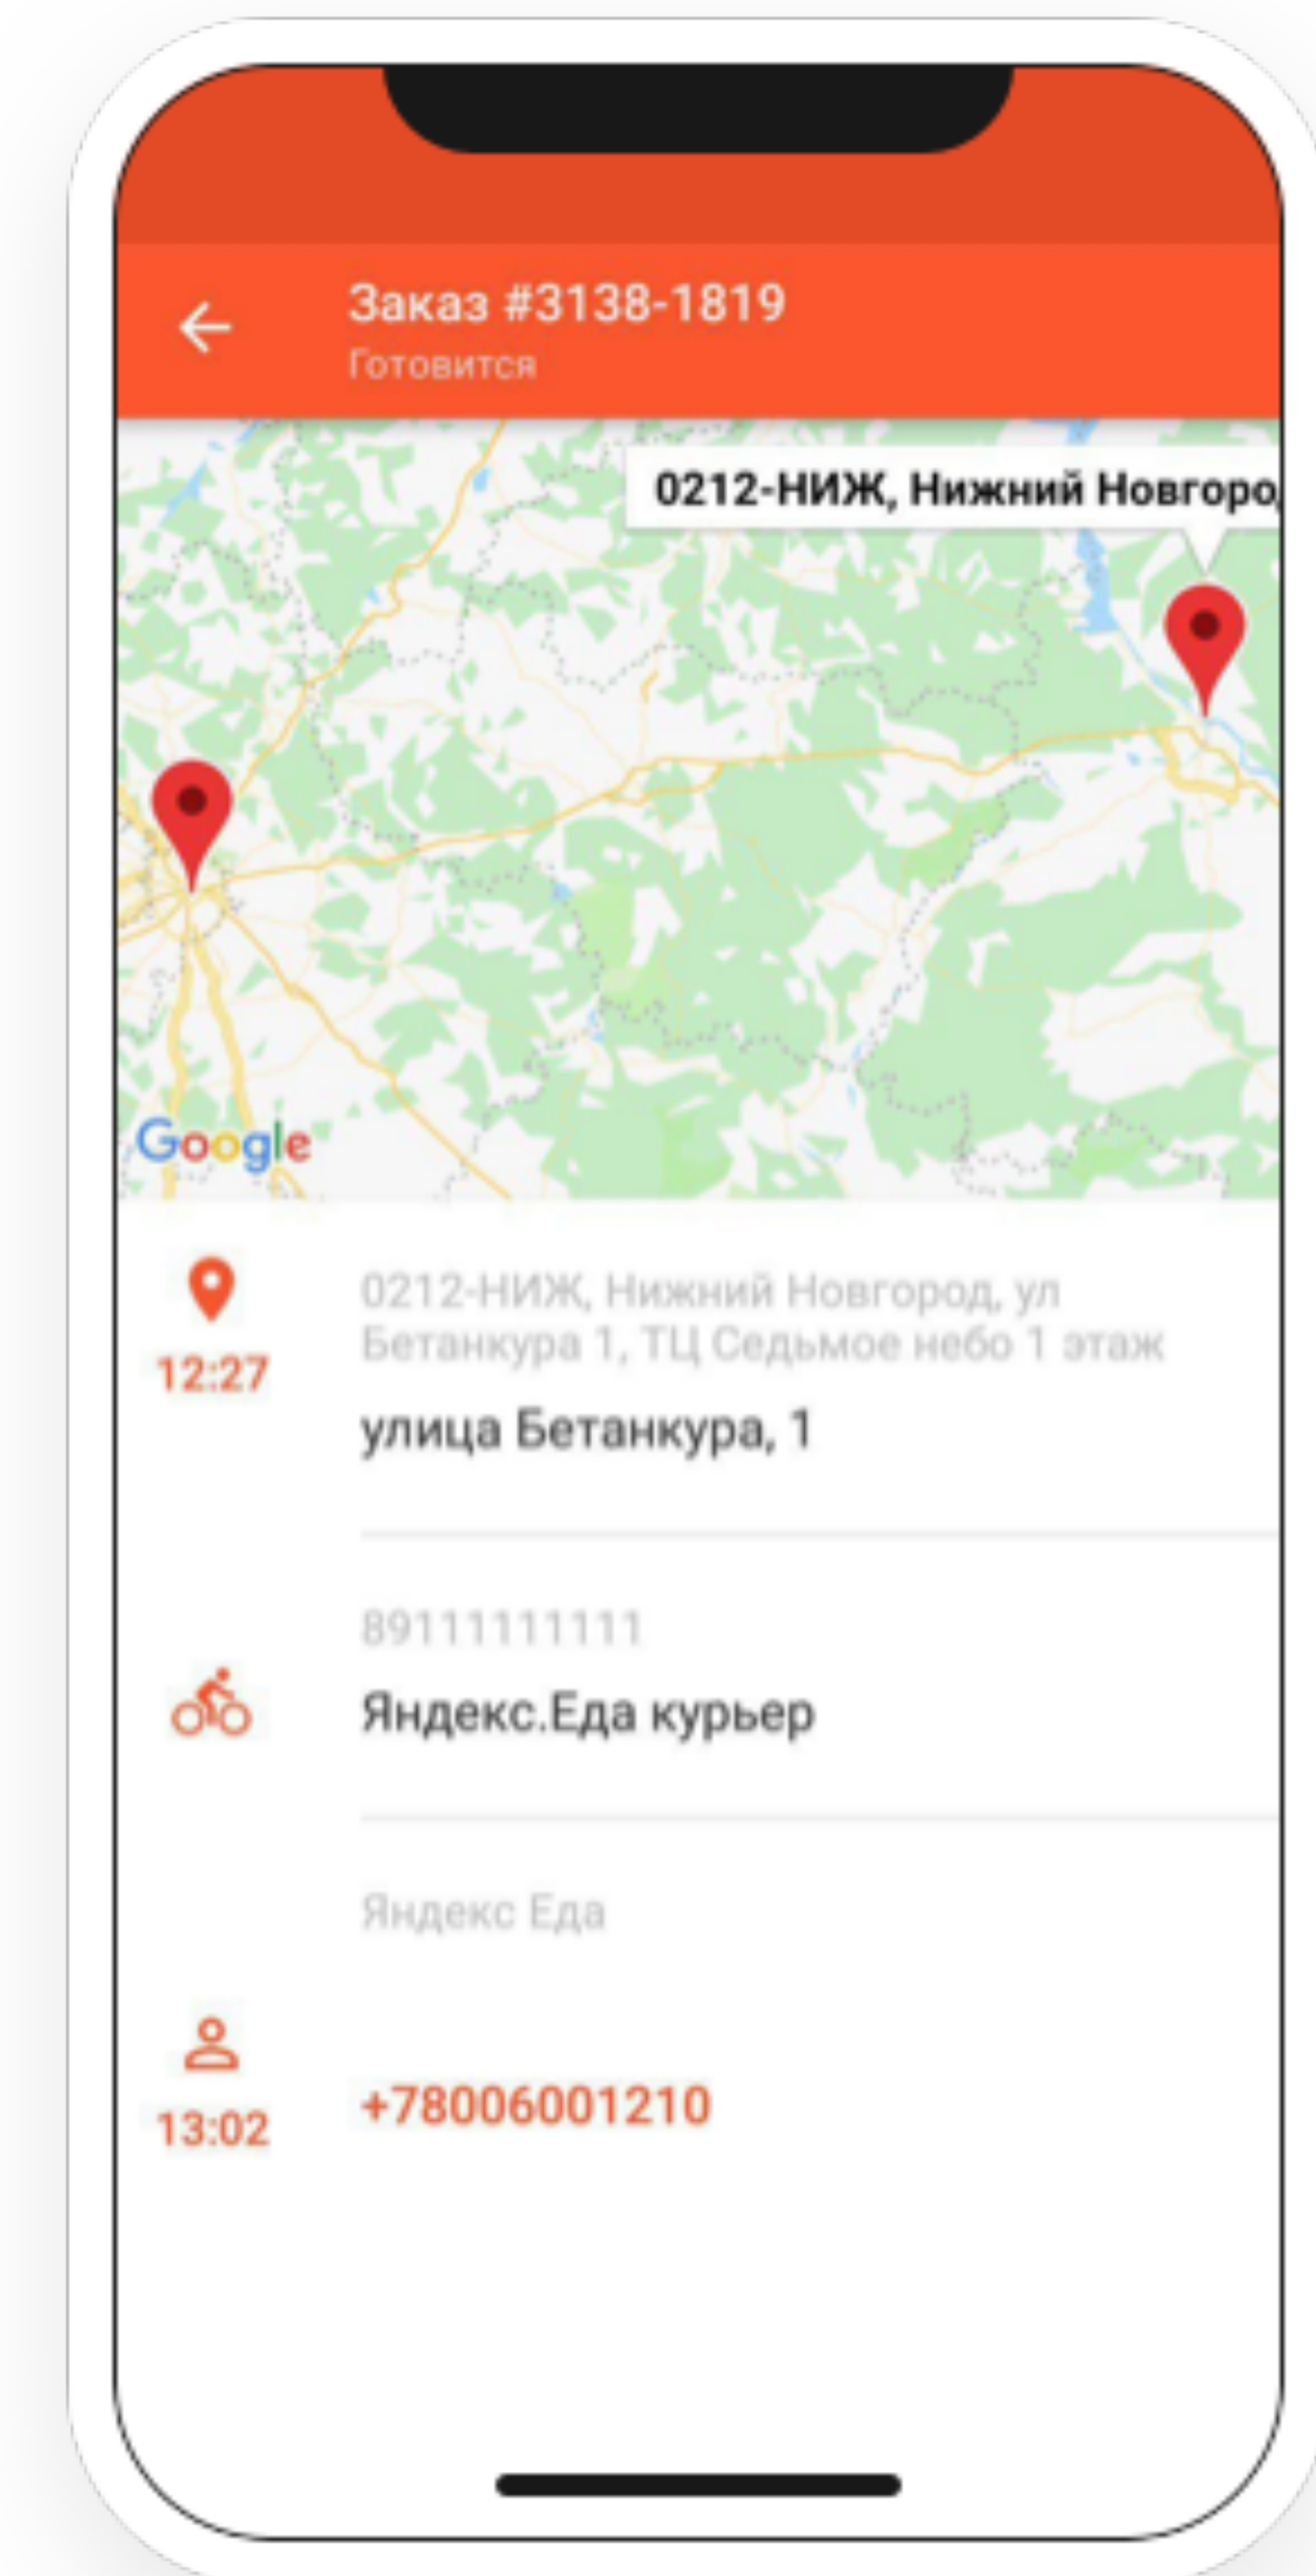 Заказ #3138-1819
Готовится
0212-НИЖ, Нижний Новгоро
Google
0212-НИЖ, Нижний Новгород, ул
Бетанкура 1, ТЦ Седьмое небо 1 этаж
12:27
улица Бетанкура, 1
89111111111
Яндекс.Еда курьер
Яндекс Еда
+78006001210
13:02